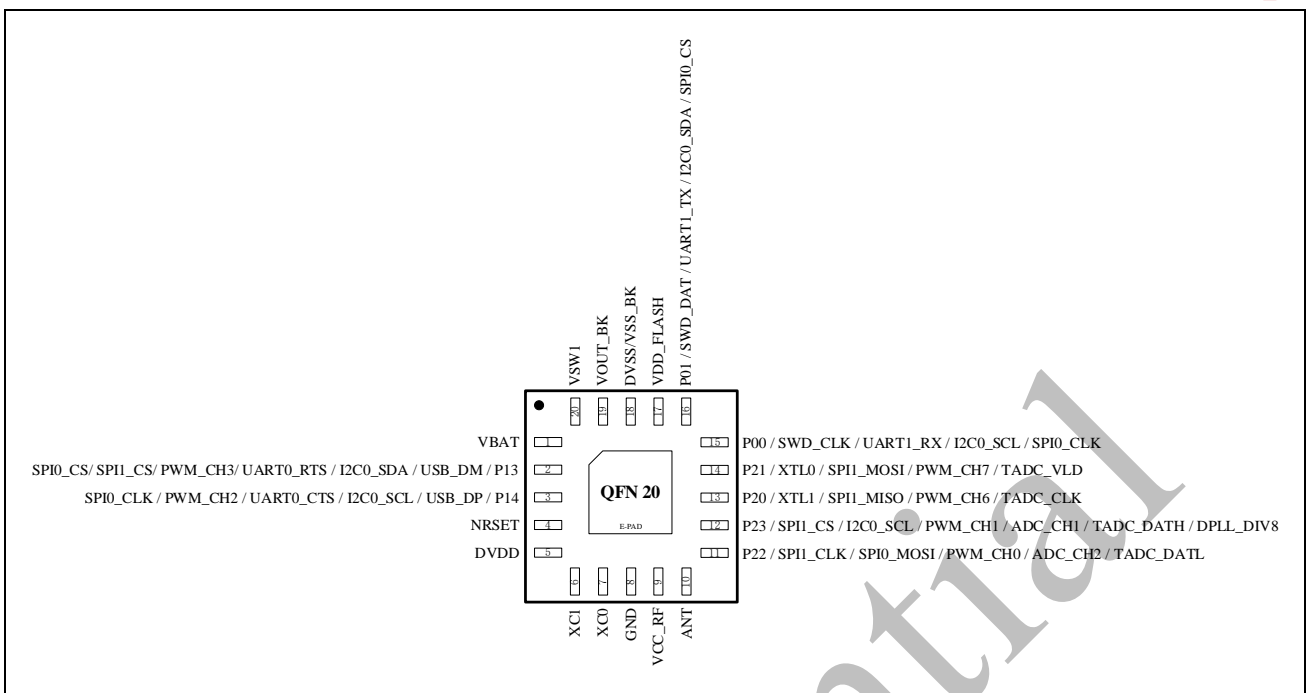 P01 / SWD_DAT / UART1_TX / I2C0_SDA / SPI0_CS
VDD_FLASH
DVSS/VSS_BK
VOUT_BK
VSW1
20
19
18
17
16
VBAT
1
15
P00 / SWD_CLK / UART1_RX / I2C0_SCL / SPI0_CLK
SPI0_CS/ SPI1_CS/ PWM_CH3/ UART0_RTS / I2C0_SDA / USB_DM / P13
2
14
P21 / XTL0 / SPI1_MOSI / PWM_CH7 / TADC_VLD
SPI0_CLK / PWM_CH2 / UART0_CTS / I2C0_SCL / USB_DP / P14
3
QFN 20
13
P20 / XTL1 / SPI1_MISO / PWM_CH6 / TADC_CLK
NRSET
4
E-PAD
12
P23 / SPI1_CS / I2C0_SCL / PWM_CH1 / ADC_CH1 / TADC_DATH / DPLL_DIV8
DVDD
5
11
P22 / SPI1_CLK / SPI0_MOSI / PWM_CH0 / ADC_CH2 / TADC_DATL
6
7
8
9
10
XC1
XC0
GND
VCC_RF
ANT
ntial